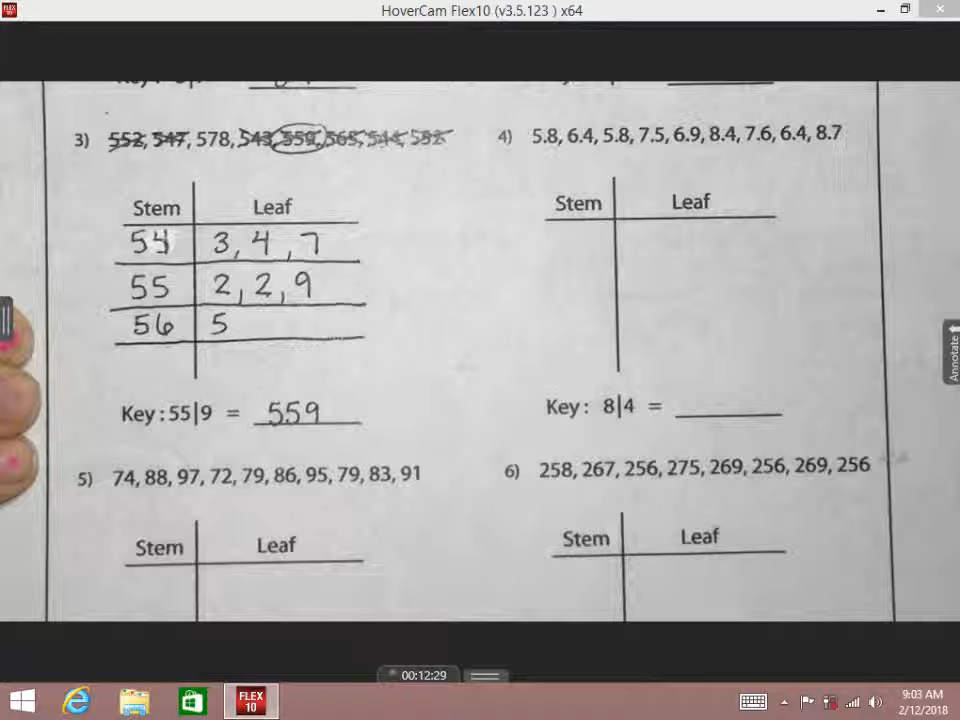 FLEX 10
HoverCam Flex10 (v3.5.123 ) x64
3) 552, 547, 578, 543, 559, 565, 544, 552
Stem Leaf
54 3, 4, 7
55 2, 2, 9
56 5
Key : 55|9 = 559
4) 5.8, 6.4, 5.8, 7.5, 6.9, 8.4, 7.6, 6.4, 8.7
Stem Leaf
Key : 8|4 =
Annotate
5) 74, 88, 97, 72, 79, 86, 95, 79, 83, 91
Stem Leaf
6) 258, 267, 256, 275, 269, 256, 269, 256
Stem Leaf
00:12:29
FLEX 10
9:03 AM
2/12/2018